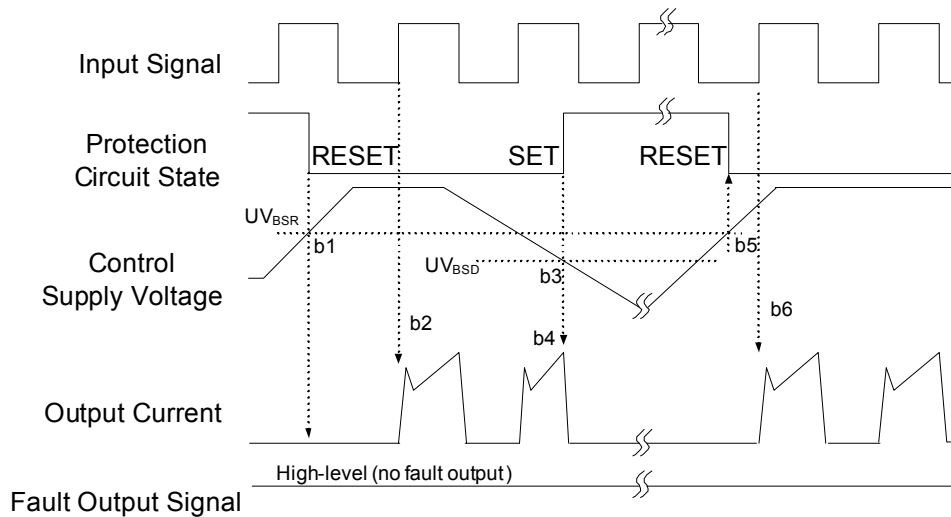 Input Signal
Protection
Circuit State
RESET
SET
RESET
UVBSR
b1
b5
UVBSD
b3
Control
Supply Voltage
b2
b4
b6
Output Current
High-level (no fault output)
Fault Output Signal